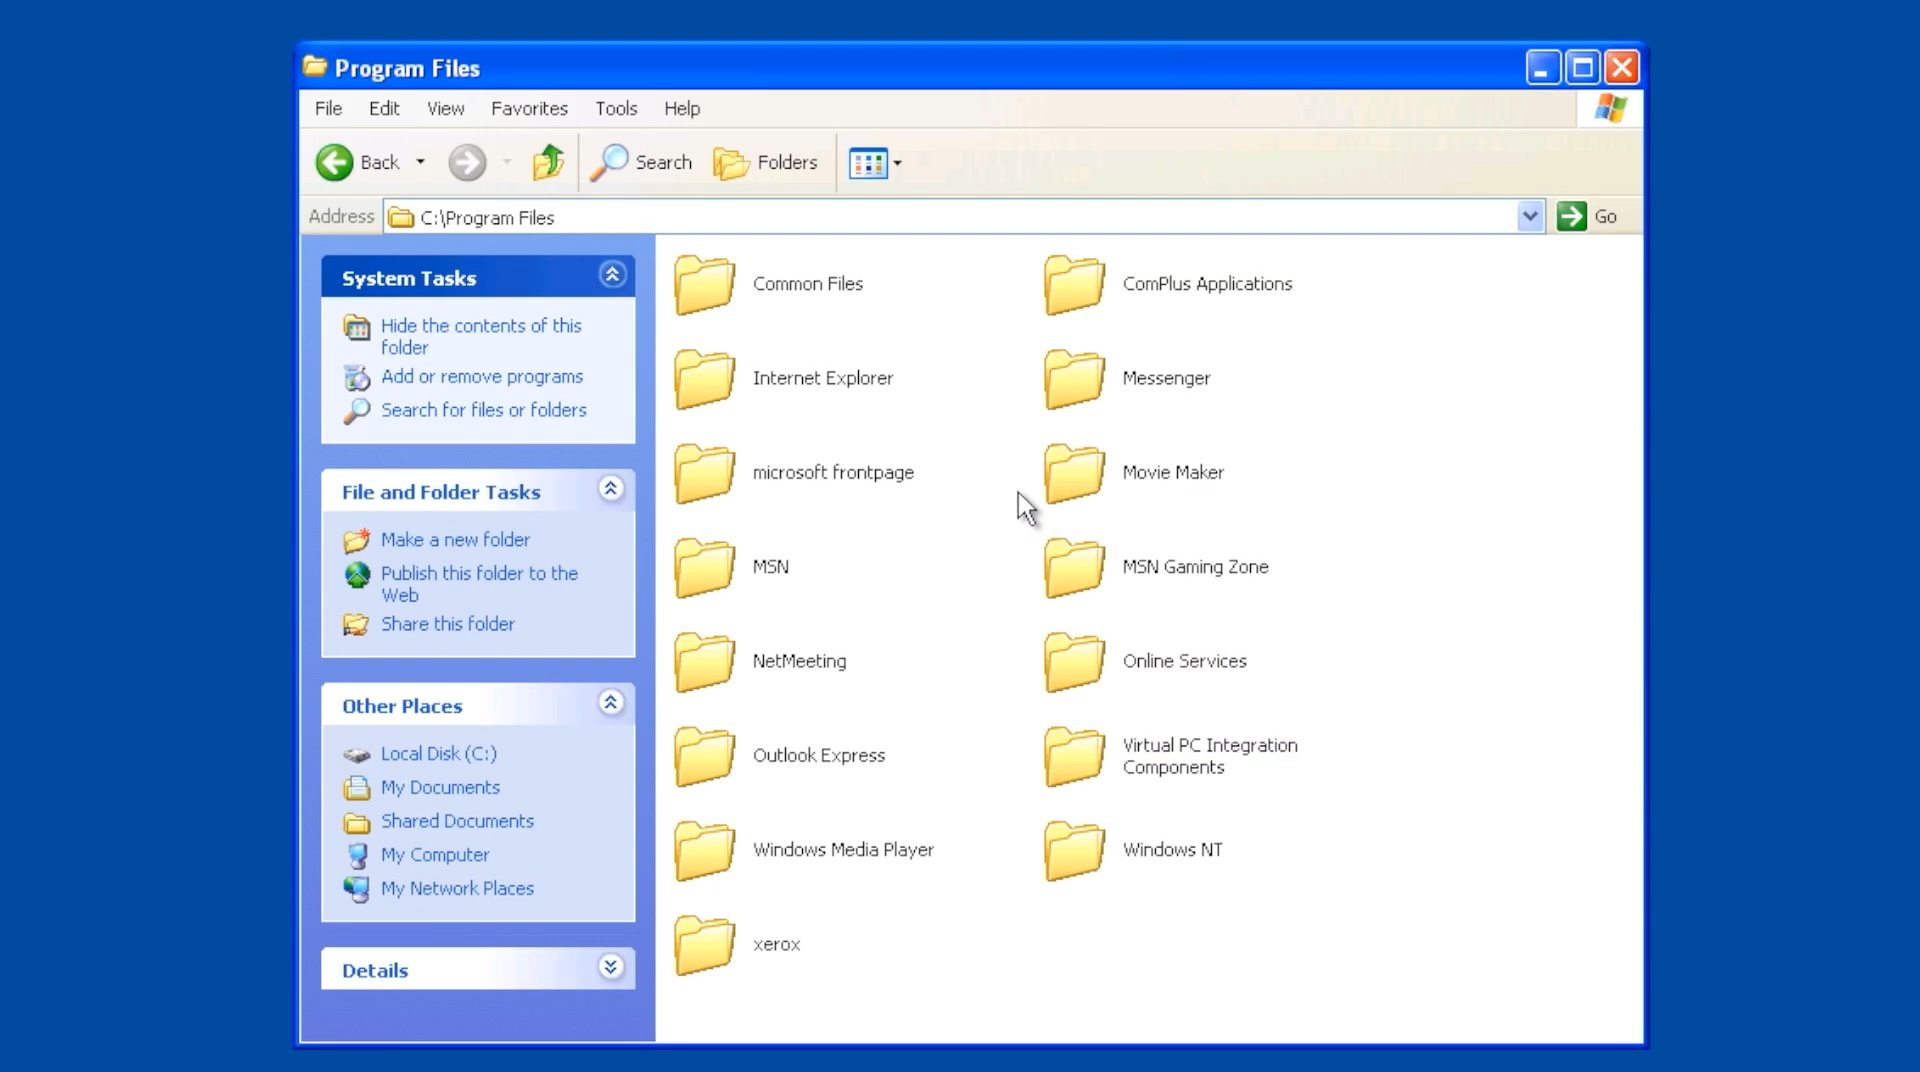 Program Files
File Edit View Favorites Tools Help
Back Search Folders
Address C:\Program Files Go
System Tasks
Hide the contents of this
folder
Add or remove programs
Search for files or folders
File and Folder Tasks
Make a new folder
Publish this folder to the
Web
Share this folder
Other Places
Local Disk (C:)
My Documents
Shared Documents
My Computer
My Network Places
Details
Common Files
ComPlus Applications
Internet Explorer
Messenger
microsoft frontpage
Movie Maker
MSN
MSN Gaming Zone
NetMeeting
Online Services
Outlook Express
Virtual PC Integration
Components
Windows Media Player
Windows NT
xerox